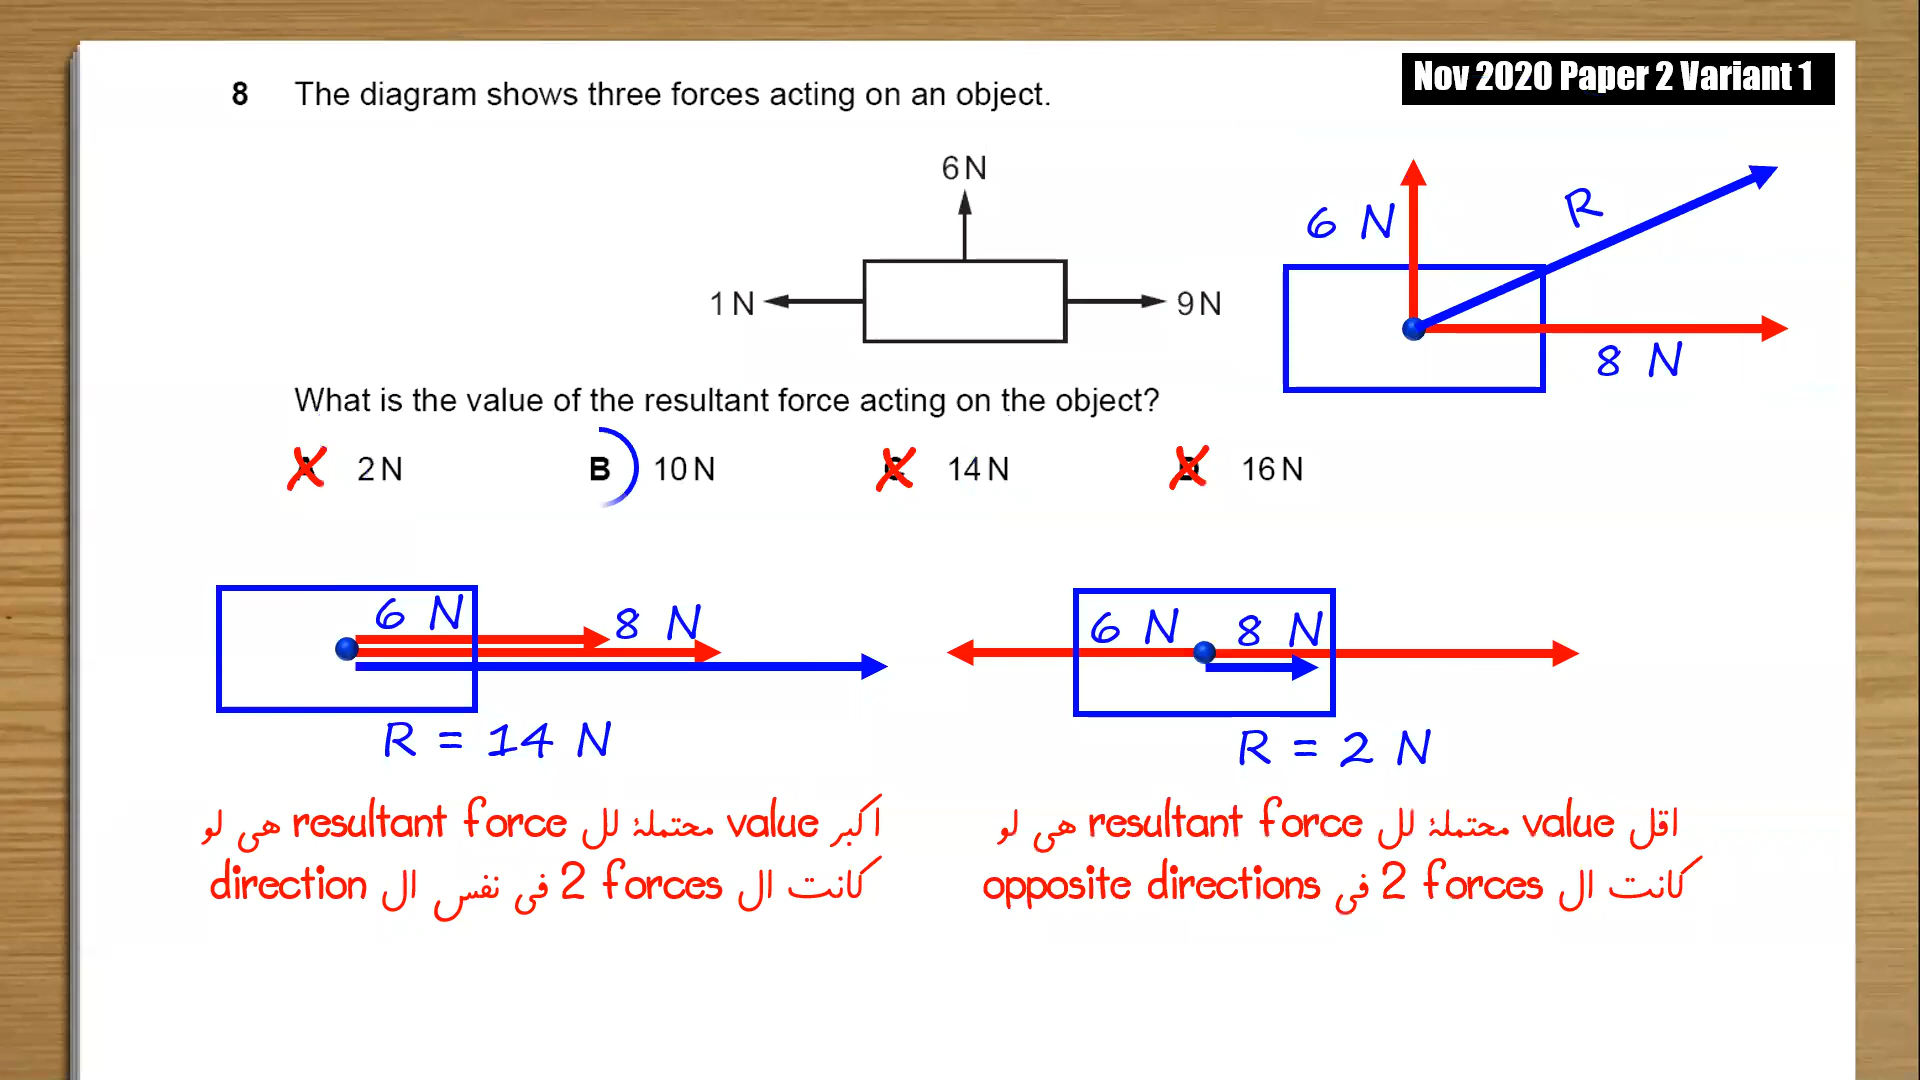 Nov 2020 Paper 2 Variant 1
8 The diagram shows three forces acting on an object.
6 N
1 N
9 N
6 N
R
8 N
What is the value of the resultant force acting on the object?
2 N
B 10 N
14 N
16 N
6 N
8 N
R = 14 N
6 N
8 N
R = 2 N
اكبر value محتملة لل resultant force هى لو
كانت ال 2 forces فى نفس ال direction
اقل value محتملة لل resultant force هى لو
كانت ال 2 forces فى opposite directions